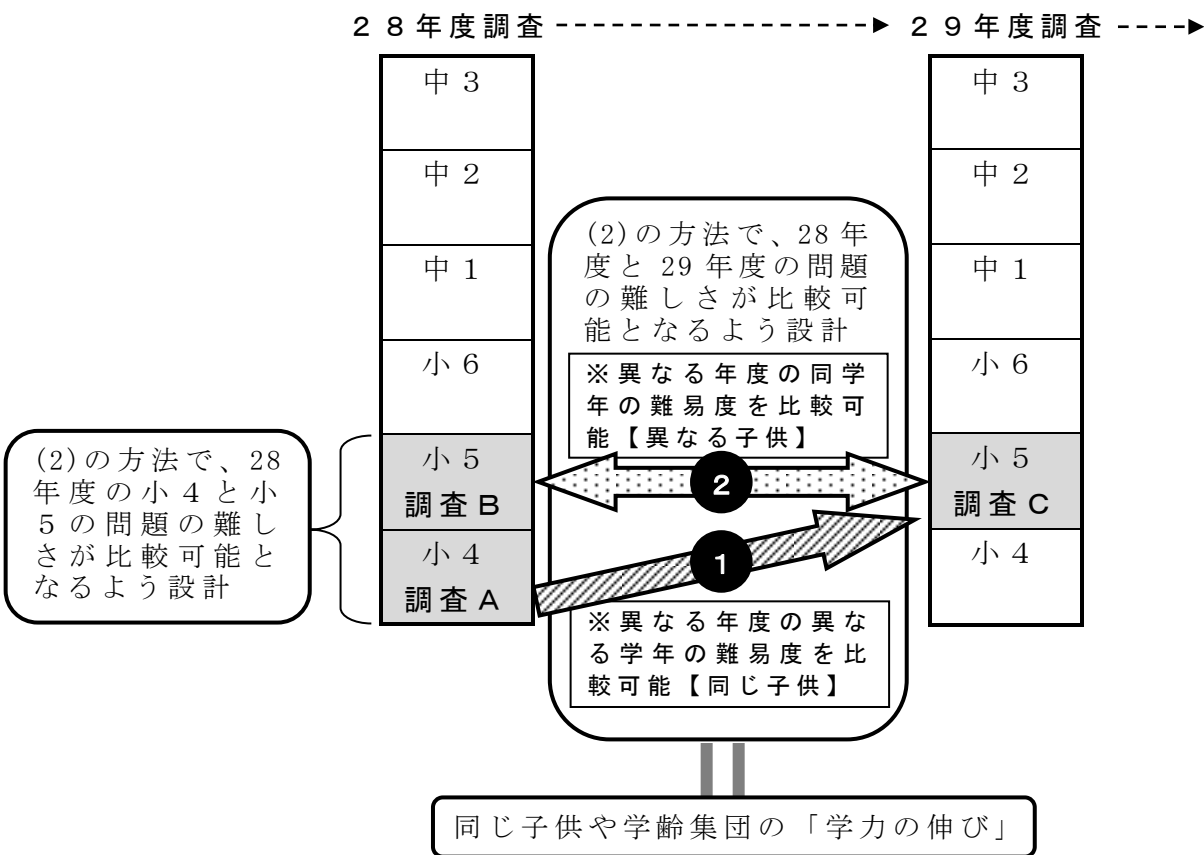 28年度調査
29年度調査
中3
中2
中1
小6
小5
調査B
小4
調査A
(2)の方法で、28
年度の小4と小
5の問題の難し
さが比較可能と
なるよう設計
(2)の方法で、28年
度と29年度の問題
の難しさが比較可
能となるよう設計
※異なる年度の同学
年の難易度を比較可
能【異なる子供】
2
1
※異なる年度の異な
る学年の難易度を比
較可能【同じ子供】
中3
中2
中1
小6
小5
調査C
小4
同じ子供や学齢集団の「学力の伸び」